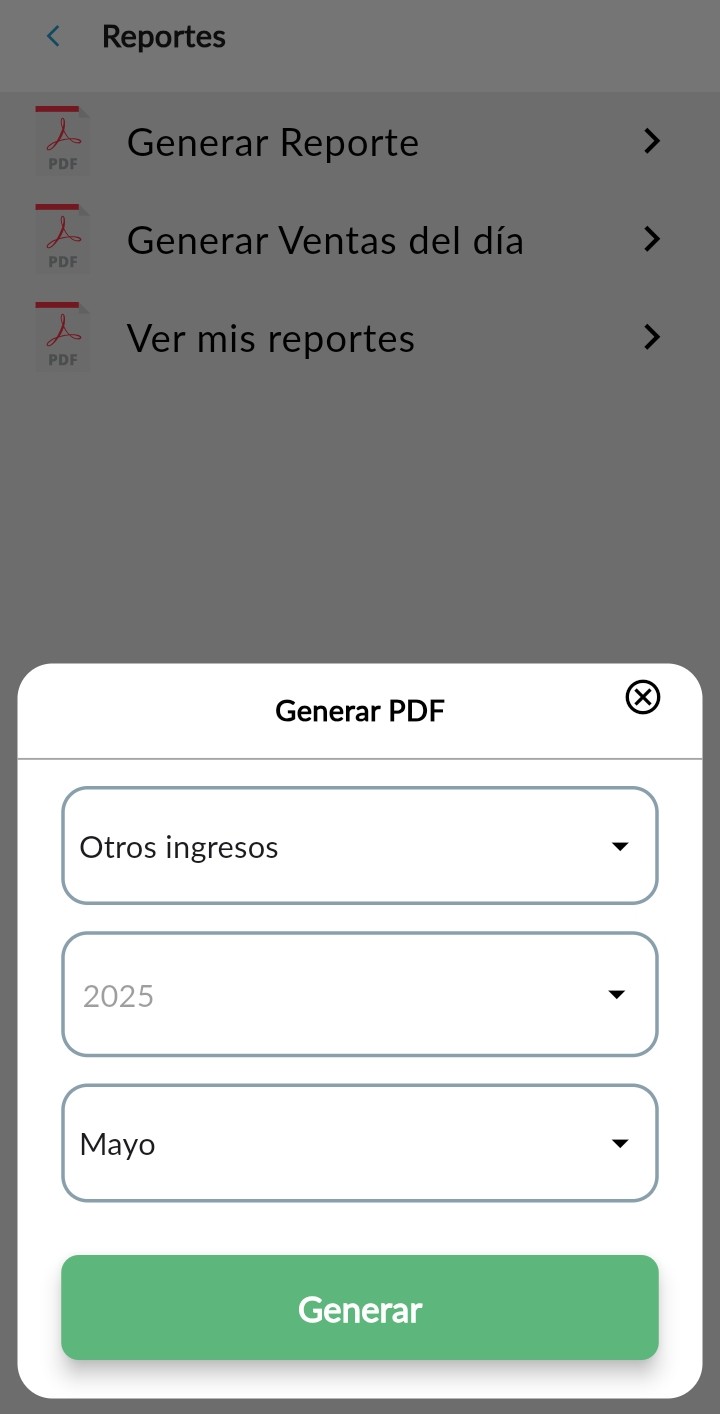 Reportes
PDF
Generar Reporte
PDF
Generar Ventas del día
PDF
Ver mis reportes
Generar PDF
Otros ingresos
2025
Mayo
Generar